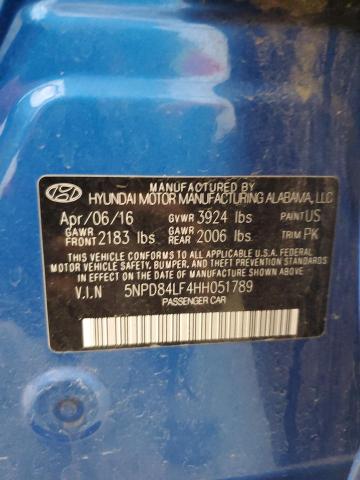 MANUFACTURED BY
HYUNDAI MOTOR MANUFACTURING ALABAMA, LLC
Apr/06/16 GVWR 3924 lbs PAINT US
GAWR FRONT 2183 lbs GAWR REAR 2006 lbs TRIM PK
THIS VEHICLE CONFORMS TO ALL APPLICABLE U.S.A. FEDERAL
MOTOR VEHICLE SAFETY, BUMPER, AND THEFT PREVENTION
STANDARDS IN EFFECT ON THE DATE OF MANUFACTURE SHOWN ABOVE.
V.I.N 5NPD84LF4HH051789
PASSENGER CAR